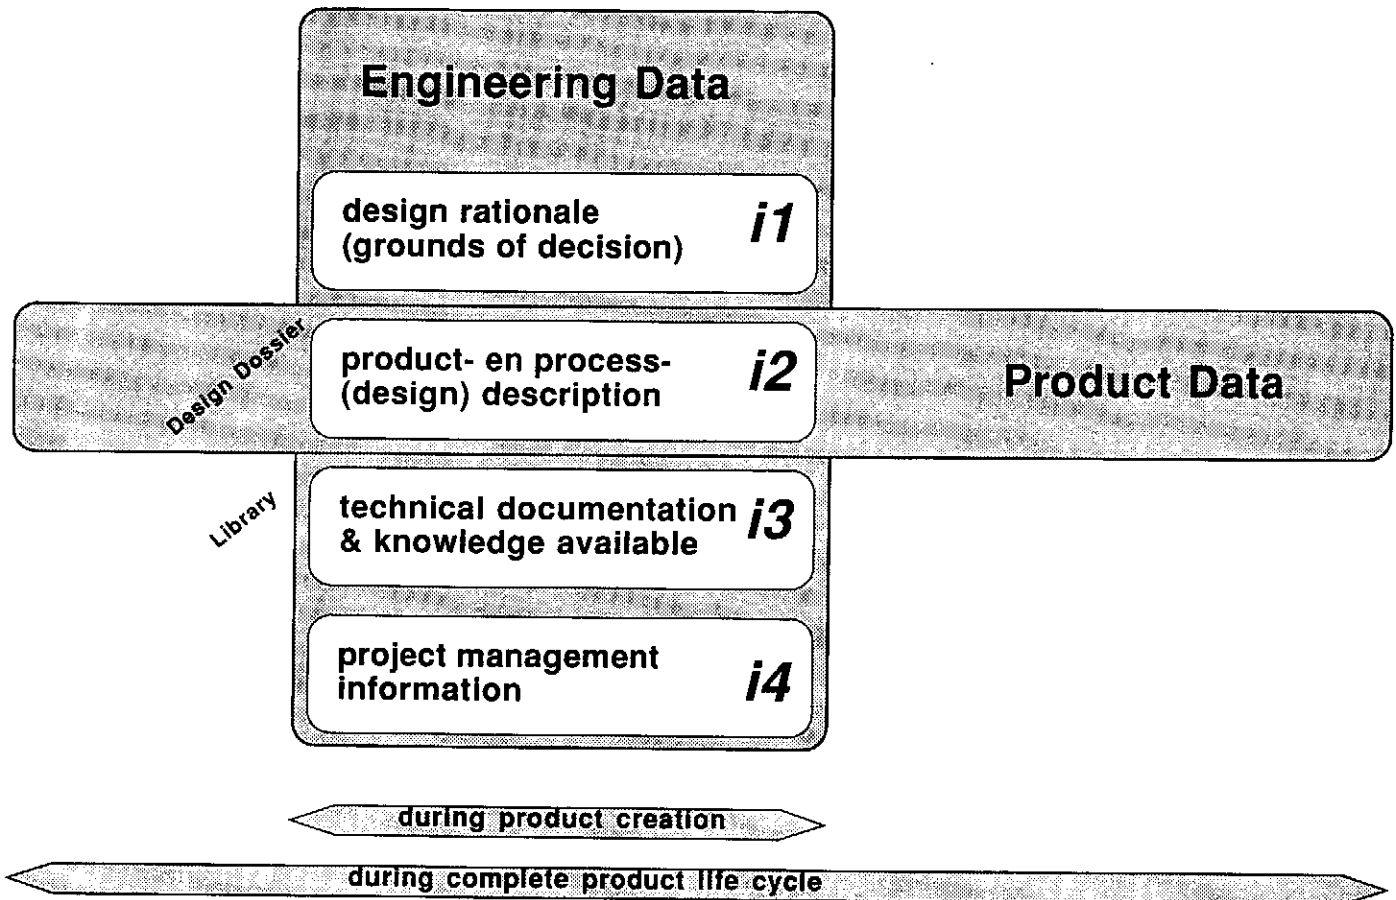 Engineering Data
design rationale
(grounds of decision)
i1
Design Dossier
product- en process-
(design) description
i2
Product Data
Library
technical documentation
& knowledge available
i3
project management
information
i4
during product creation
during complete product life cycle